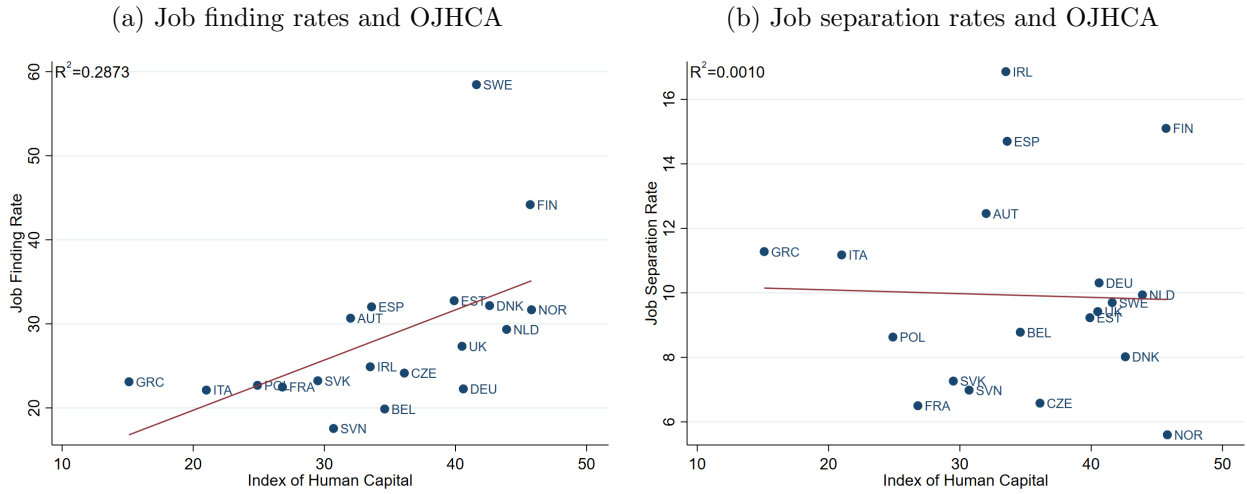 (a) Job finding rates and OJHCA
R²=0.2873
Job Finding Rate
60
50
40
30
20
SWE
FIN
ESP
EST
DNK
NOR
AUT
NLD
UK
IRL
CZE
GRC
ITA
POL
FRA
SVK
DEU
BEL
SVN
10 20 30 40 50
Index of Human Capital
(b) Job separation rates and OJHCA
R²=0.0010
Job Separation Rate
16
14
12
10
8
6
IRL
FIN
ESP
AUT
GRC
ITA
DEU
NLD
SWE
UK
EST
POL
BEL
DNK
SVK
SVN
FRA
CZE
NOR
10 20 30 40 50
Index of Human Capital